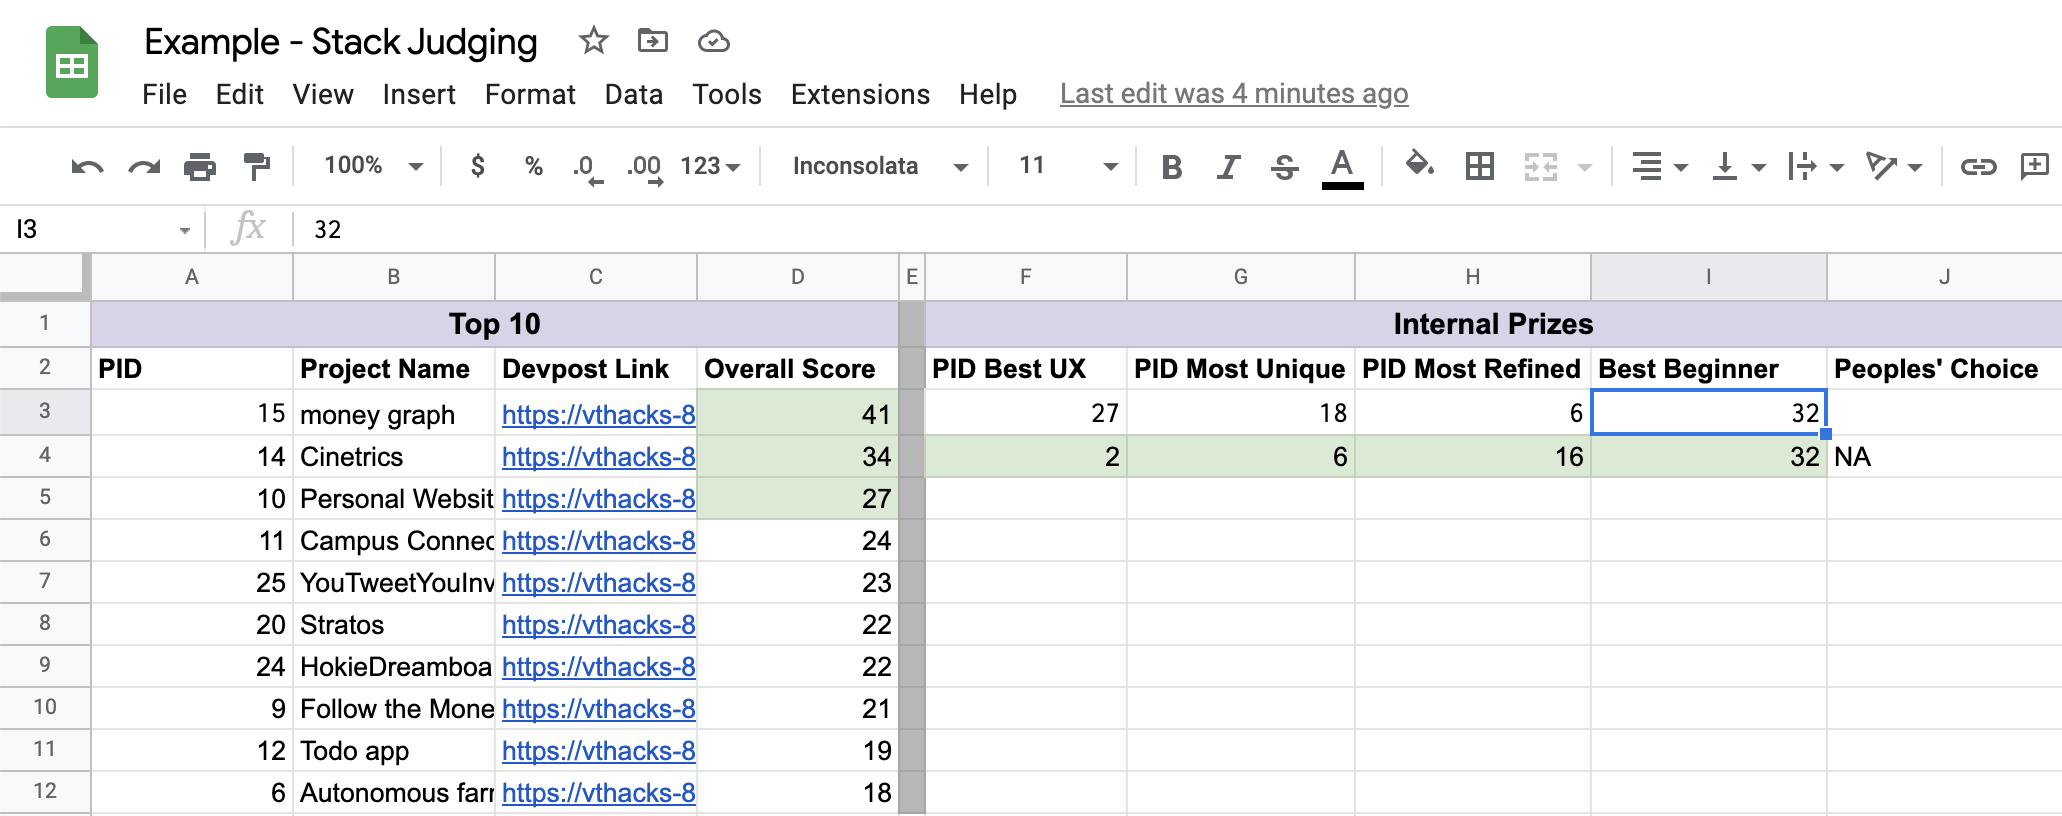 Example - Stack Judging
File Edit View Insert Format Data Tools Extensions Help Last edit was 4 minutes ago
100% $ % .0 .00 123 Inconsolata 11 B I S A
I3 fx 32
A B C D E F G H I J
1 Top 10 Internal Prizes
2 PID Project Name Devpost Link Overall Score PID Best UX PID Most Unique PID Most Refined Best Beginner Peoples' Choice
3 15 money graph https://vthacks-8 41 27 18 6 32
4 14 Cinetrics https://vthacks-8 34 2 6 16 32 NA
5 10 Personal Websit https://vthacks-8 27
6 11 Campus Connec https://vthacks-8 24
7 25 YouTweetYouInv https://vthacks-8 23
8 20 Stratos https://vthacks-8 22
9 24 HokieDreamboa https://vthacks-8 22
10 9 Follow the Mone https://vthacks-8 21
11 12 Todo app https://vthacks-8 19
12 6 Autonomous farr https://vthacks-8 18